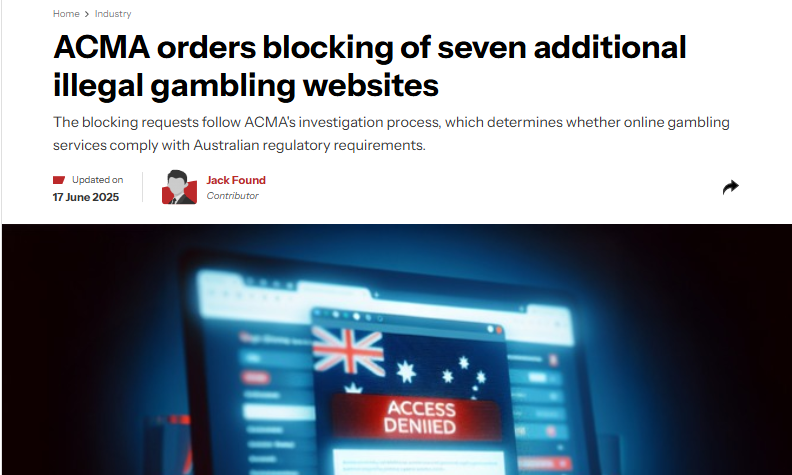 Home > Industry
ACMA orders blocking of seven additional
illegal gambling websites
The blocking requests follow ACMA's investigation process, which determines whether online gambling
services comply with Australian regulatory requirements.
Updated on
17 June 2025
Jack Found
Contributor
ACCESS
DENIIED